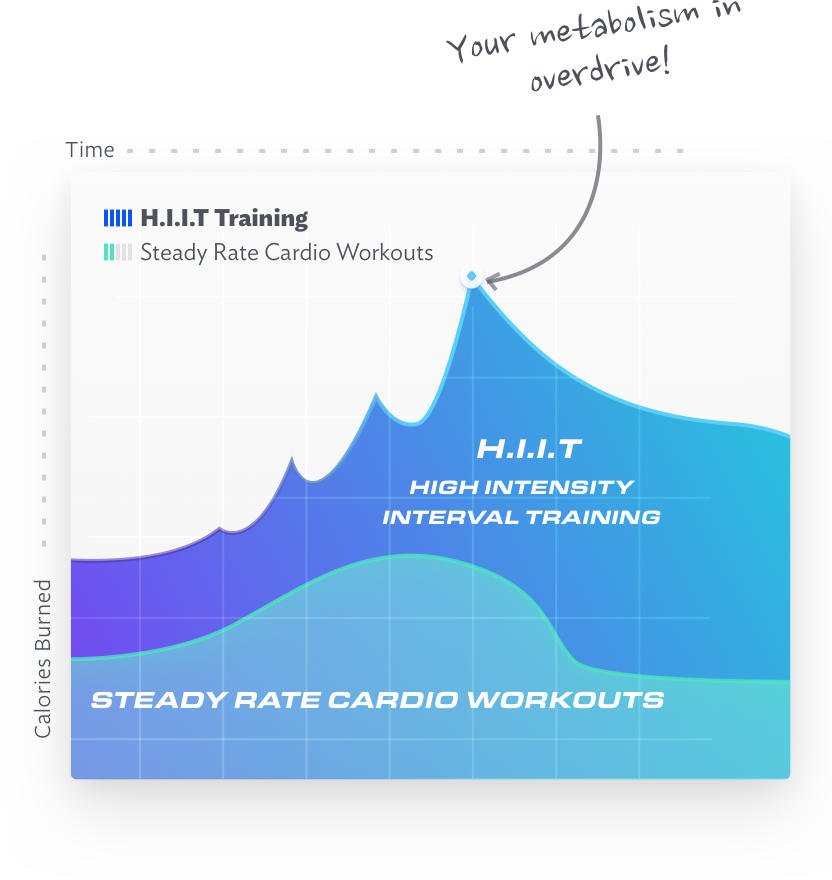 Your metabolism in
overdrive!
Time
H.I.I.T Training
Steady Rate Cardio Workouts
H.I.I.T
HIGH INTENSITY
INTERVAL TRAINING
Calories Burned
STEADY RATE CARDIO WORKOUTS